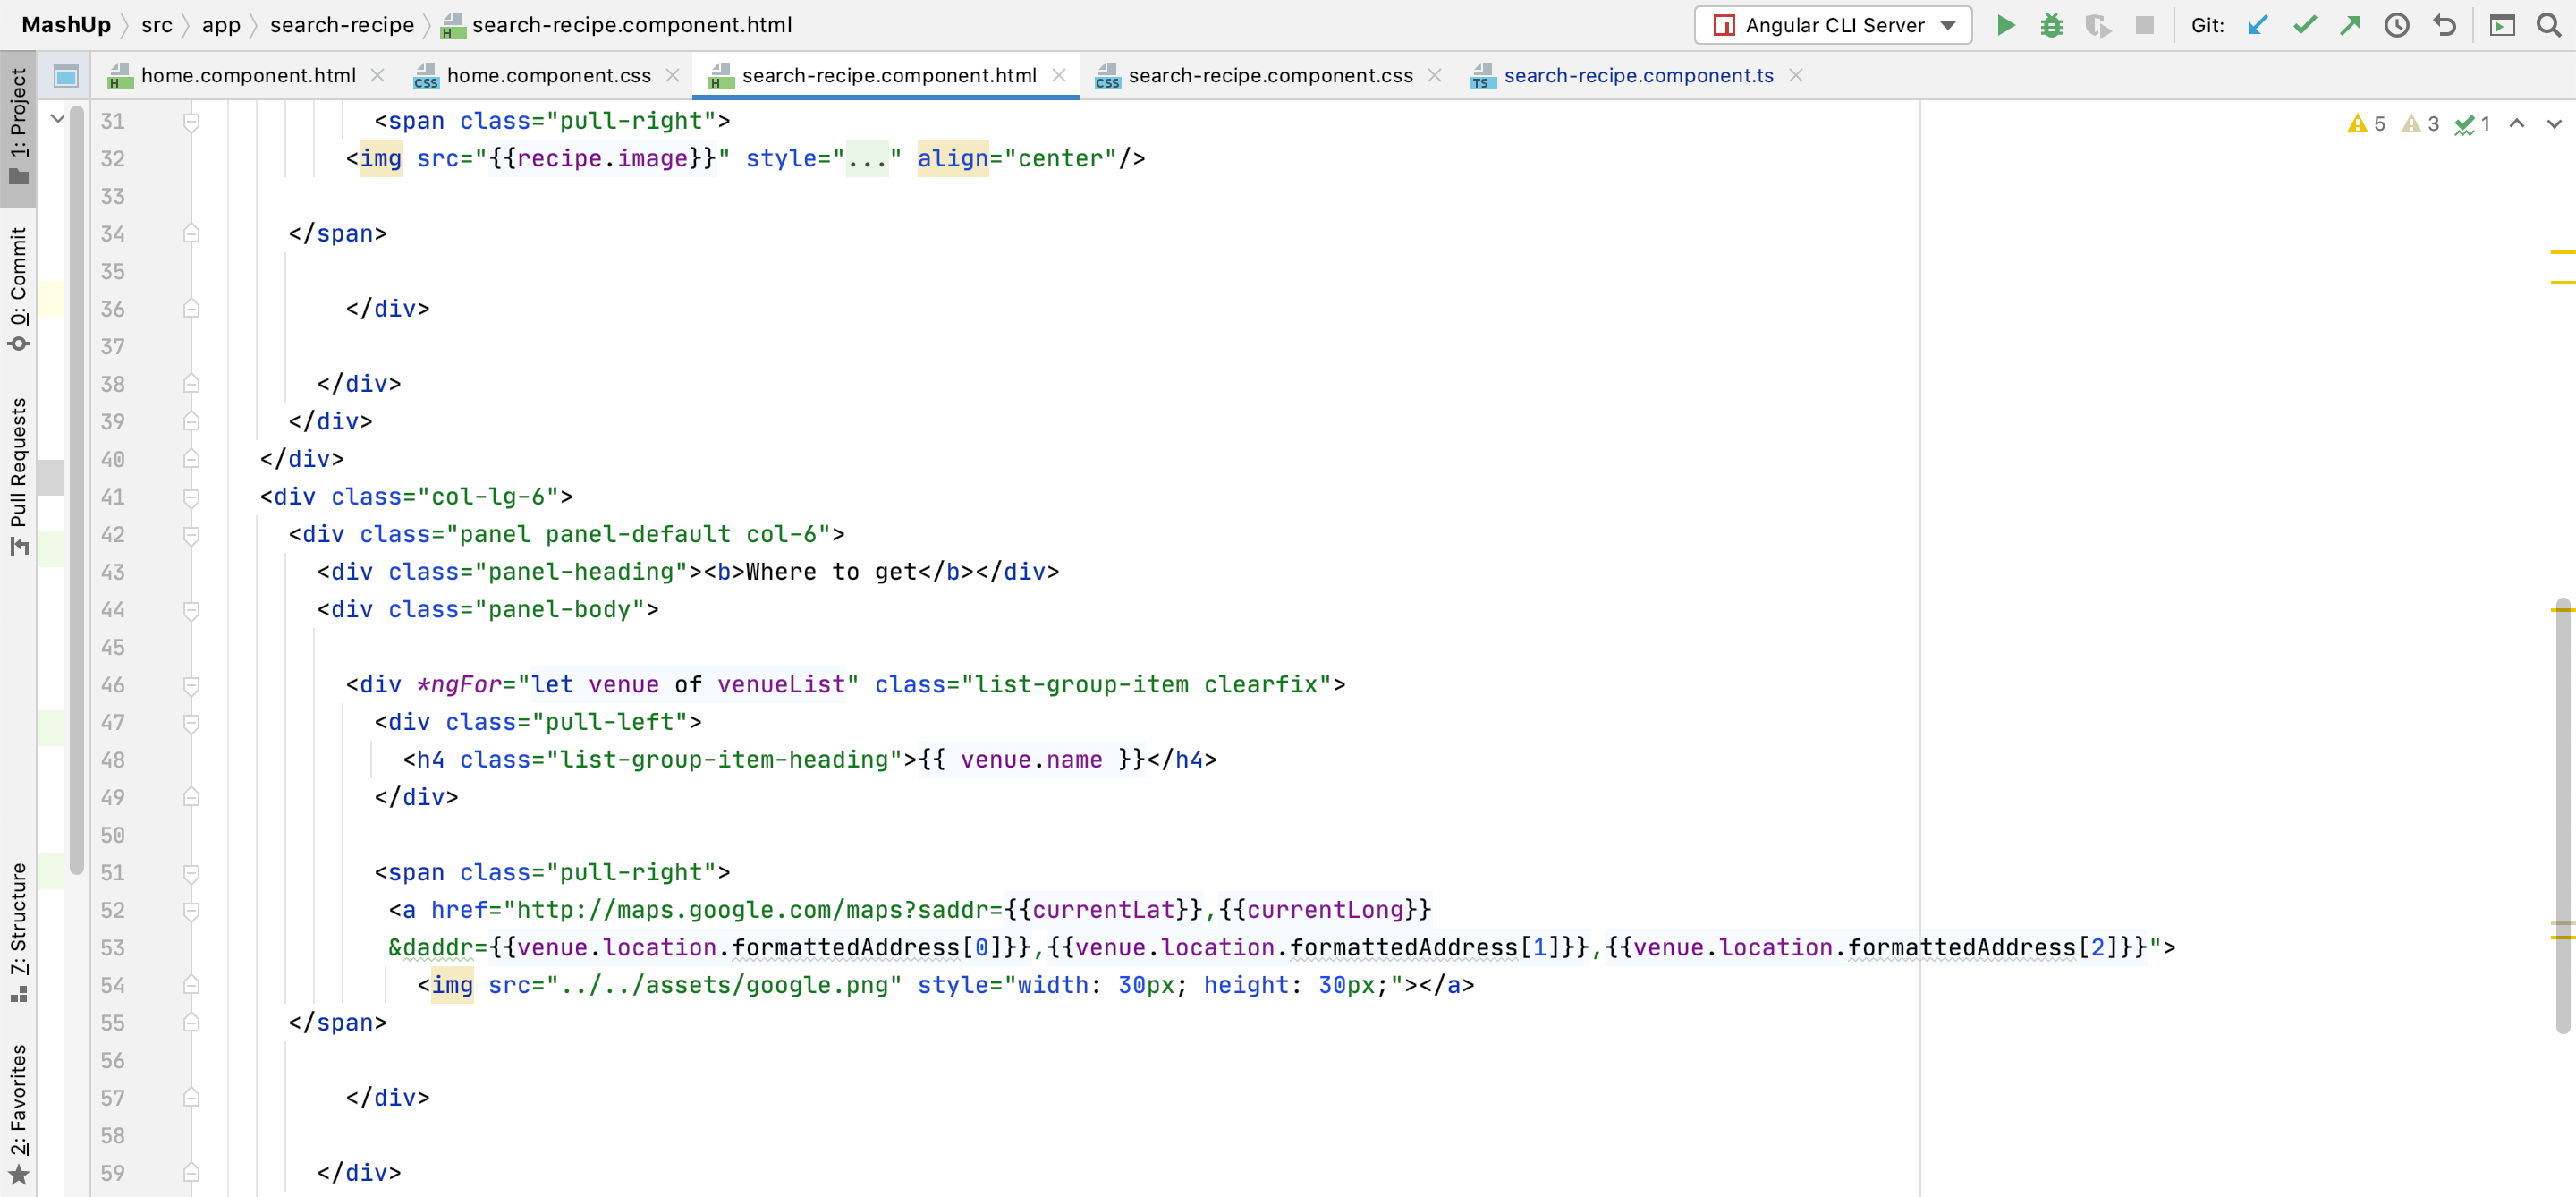 MashUp src app search-recipe search-recipe.component.html Angular CLI Server Git:
home.component.html home.component.css search-recipe.component.html search-recipe.component.css search-recipe.component.ts
1: Project
0: Commit
Pull Requests
7: Structure
2: Favorites
5 3 1
31 <span class="pull-right">
32 <img src="{{recipe.image}}" style="..." align="center"/>
33
34 </span>
35
36 </div>
37
38 </div>
39 </div>
40 </div>
41 <div class="col-lg-6">
42 <div class="panel panel-default col-6">
43 <div class="panel-heading"><b>Where to get</b></div>
44 <div class="panel-body">
45
46 <div *ngFor="let venue of venueList" class="list-group-item clearfix">
47 <div class="pull-left">
48 <h4 class="list-group-item-heading">{{ venue.name }}</h4>
49 </div>
50
51 <span class="pull-right">
52 <a href="http://maps.google.com/maps?saddr={{currentLat}},{{currentLong}}
53 &daddr={{venue.location.formattedAddress[0]}},{{venue.location.formattedAddress[1]}},{{venue.location.formattedAddress[2]}}">
54 <img src="../../assets/google.png" style="width: 30px; height: 30px;"></a>
55 </span>
56
57 </div>
58
59 </div>